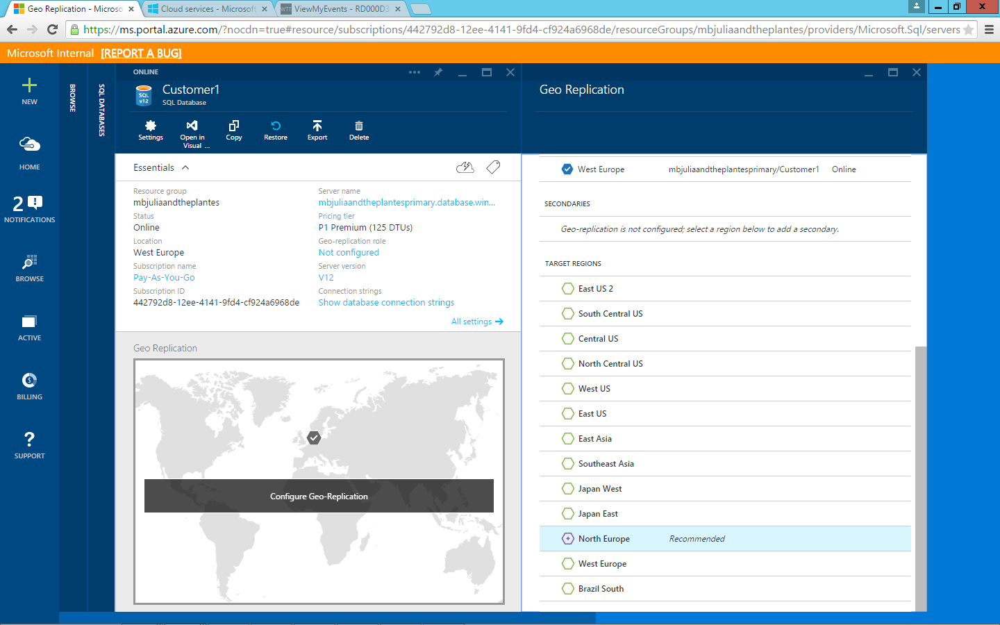 Geo Replication - Microso
Cloud services - Microsoft
ViewMyEvents - RD000D3
https://ms.portal.azure.com/?nocdn=true#resource/subscriptions/442792d8-12ee-4141-9fd4-cf924a6968de/resourceGroups/mbjuliaandtheplantes/providers/Microsoft.Sql/servers
Microsoft Internal [REPORT A BUG]
NEW
HOME
2
NOTIFICATIONS
BROWSE
ACTIVE
BILLING
SUPPORT
BROWSE
SQL DATABASES
ONLINE
SQL v12
Customer1
SQL Database
Settings
Open in Visual ...
Copy
Restore
Export
Delete
Essentials
Resource group
mbjuliaandtheplantes
Status
Online
Location
West Europe
Subscription name
Pay-As-You-Go
Subscription ID
442792d8-12ee-4141-9fd4-cf924a6968de
Server name
mbjuliaandtheplantesprimary.database.win...
Pricing tier
P1 Premium (125 DTUs)
Geo-replication role
Not configured
Server version
V12
Connection strings
Show database connection strings
All settings
Geo Replication
Configure Geo-Replication
Geo Replication
West Europe mbjuliaandtheplantesprimary/Customer1 Online
SECONDARIES
Geo-replication is not configured; select a region below to add a secondary.
TARGET REGIONS
East US 2
South Central US
Central US
North Central US
West US
East US
East Asia
Southeast Asia
Japan West
Japan East
North Europe Recommended
West Europe
Brazil South